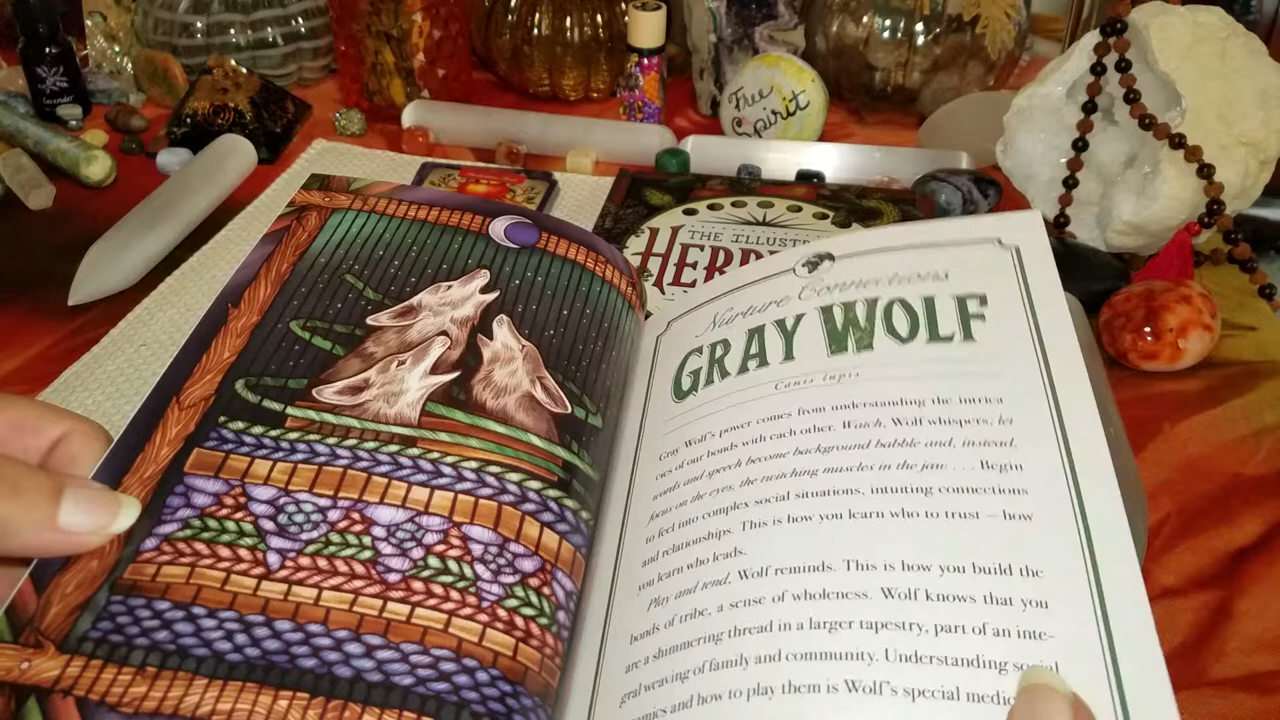 Lavender
Free
Spirit
THE ILLUSTR
HERB
Nurture Connections
GRAY WOLF
Canis lupis
Gray Wolf's power comes from understanding the intrica
cies of our bonds with each other. Watch, Wolf whispers, let
words and speech become background babble and, instead,
focus on the eyes, the twitching muscles in the jaw . . . Begin
to feel into complex social situations, intuiting connections
and relationships. This is how you learn who to trust – how
you learn who leads.
Play and tend, Wolf reminds. This is how you build the
bonds of tribe, a sense of wholeness. Wolf knows that you
are a shimmering thread in a larger tapestry, part of an inte-
gral weaving of family and community. Understanding social
amics and how to play them is Wolf's special medic